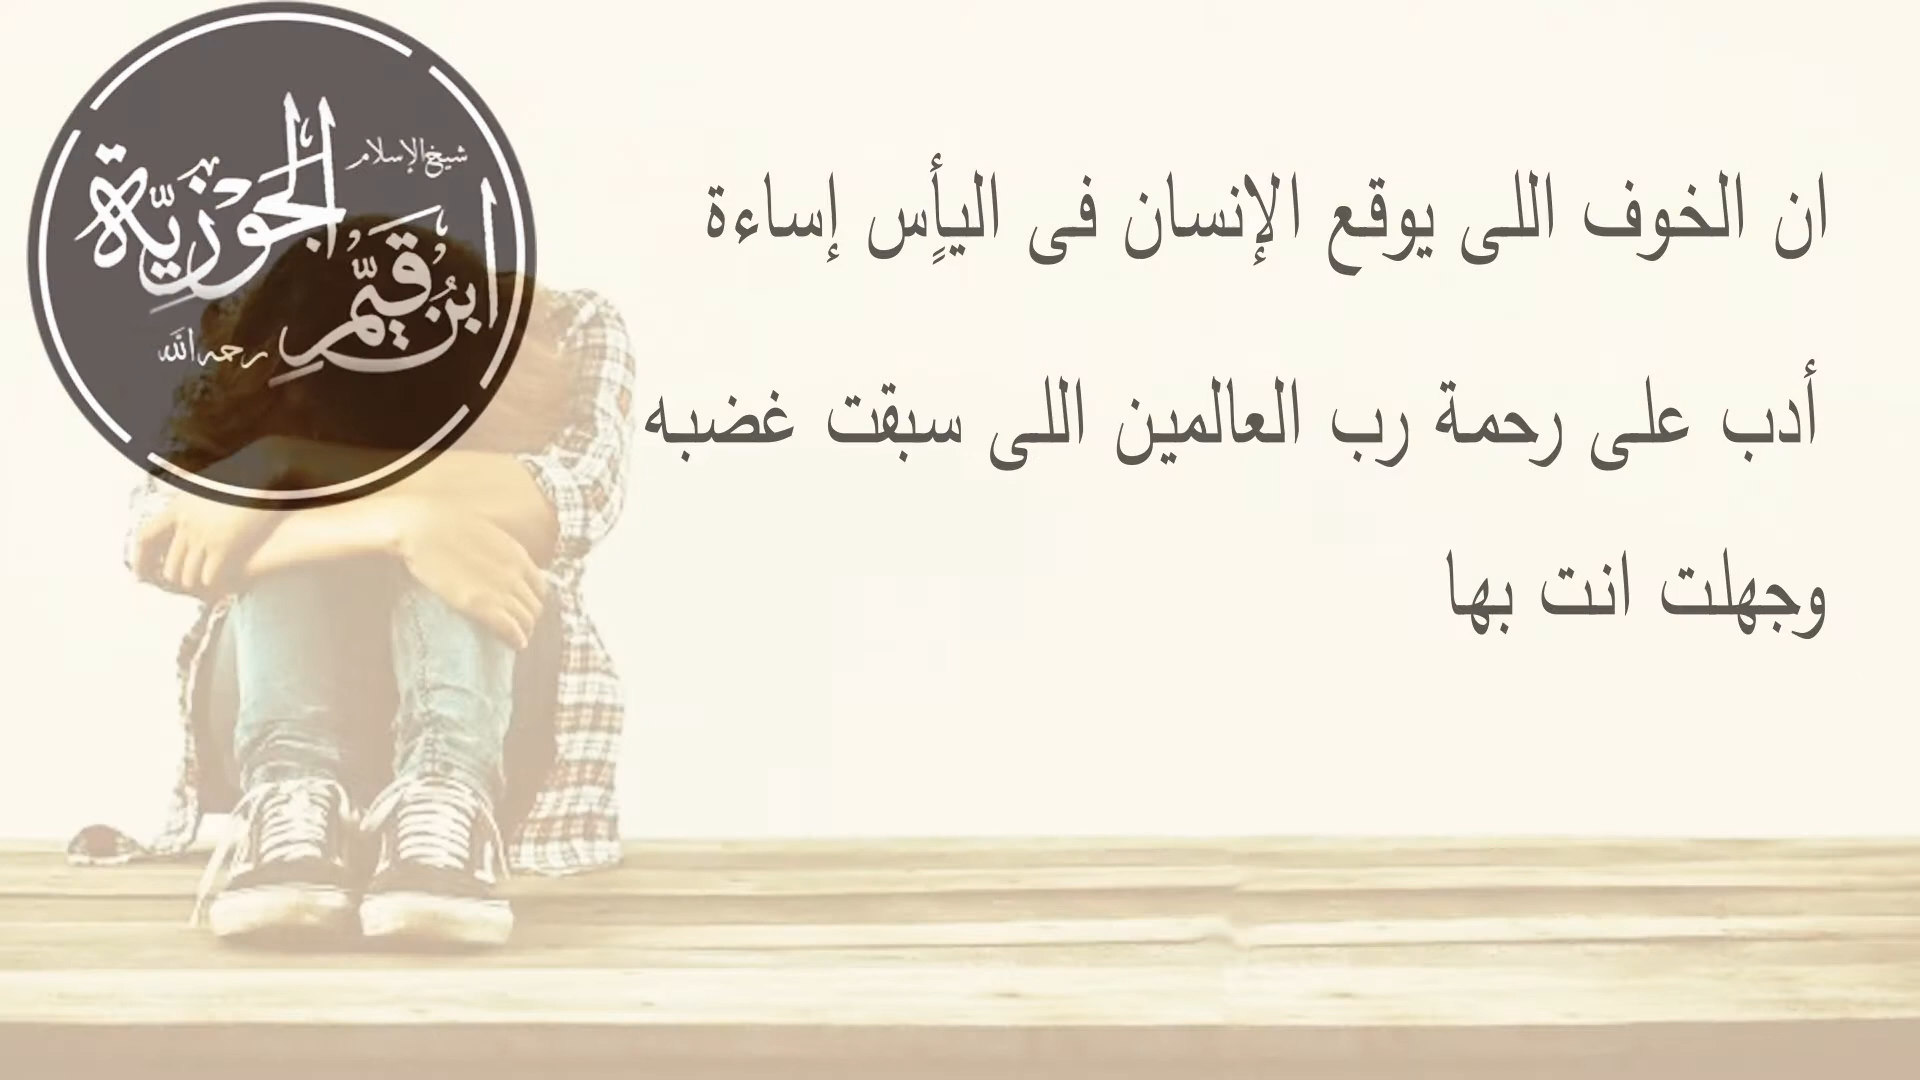 شيخ الإسلام
ابن قيم الجوزية
رحمه الله
ان الخوف اللى يوقع الإنسان فى اليأٍس إساءة
أدب على رحمة رب العالمين اللى سبقت غضبه
وجهلت انت بها